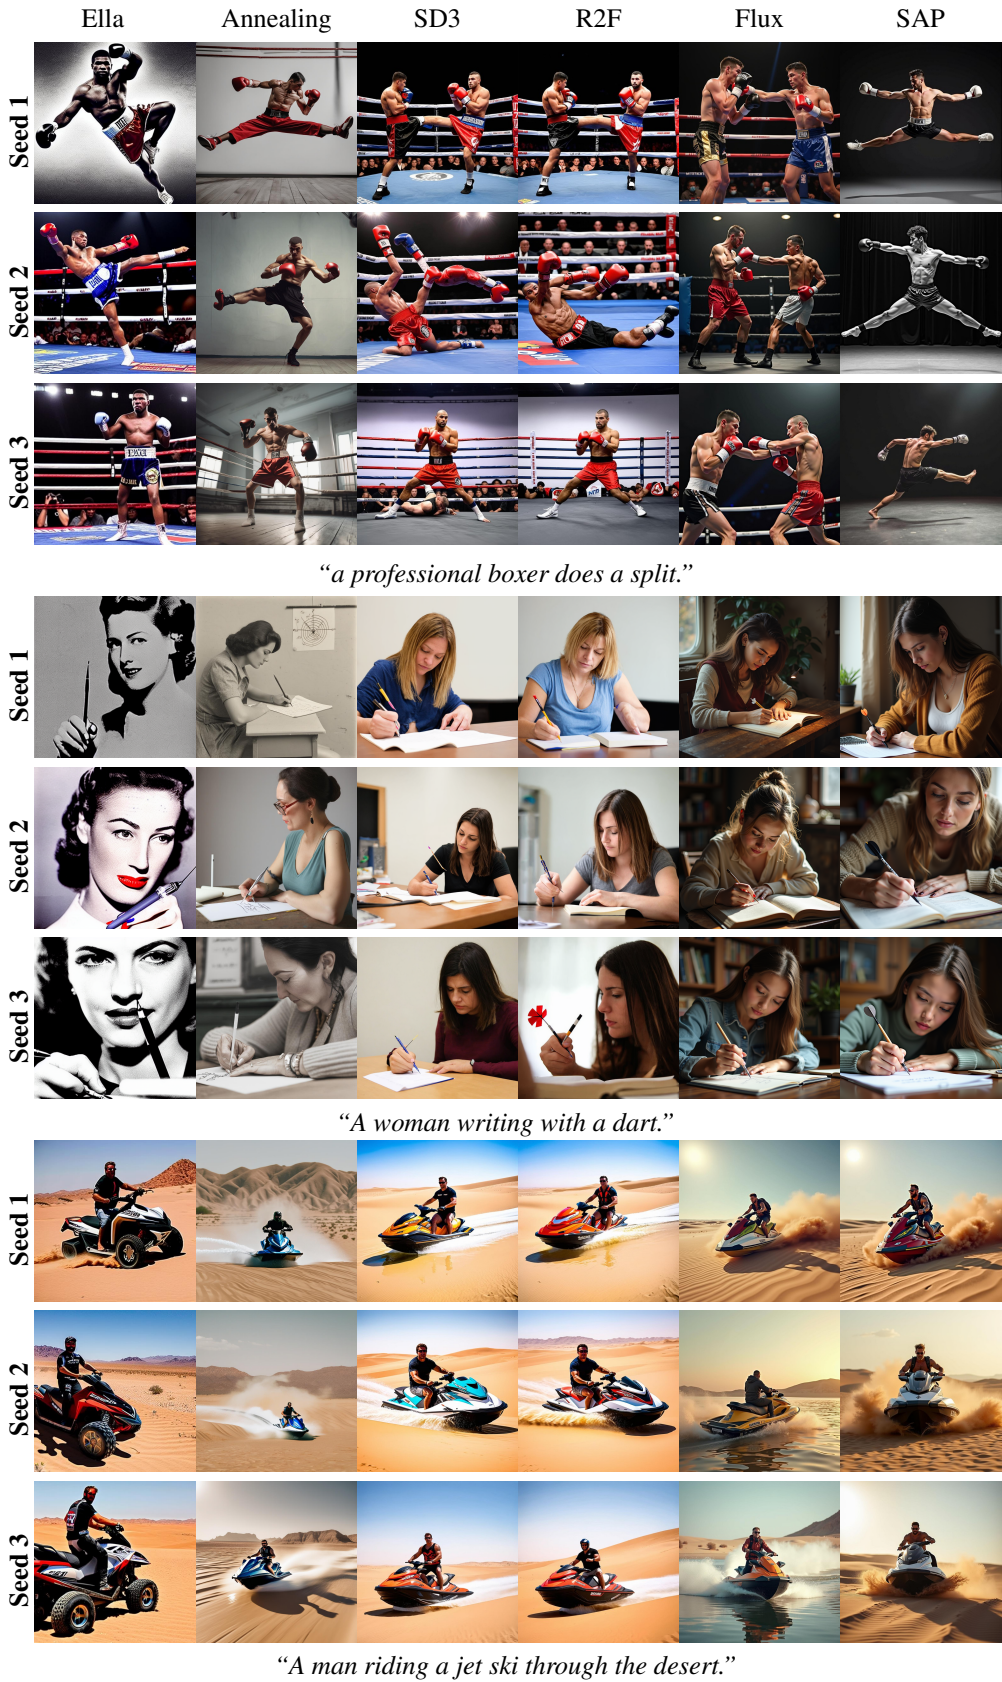 Ella Annealing SD3 R2F Flux SAP
Seed 1
Seed 2
Seed 3
“a professional boxer does a split.”
Seed 1
Seed 2
Seed 3
“A woman writing with a dart.”
Seed 1
Seed 2
Seed 3
“A man riding a jet ski through the desert.”